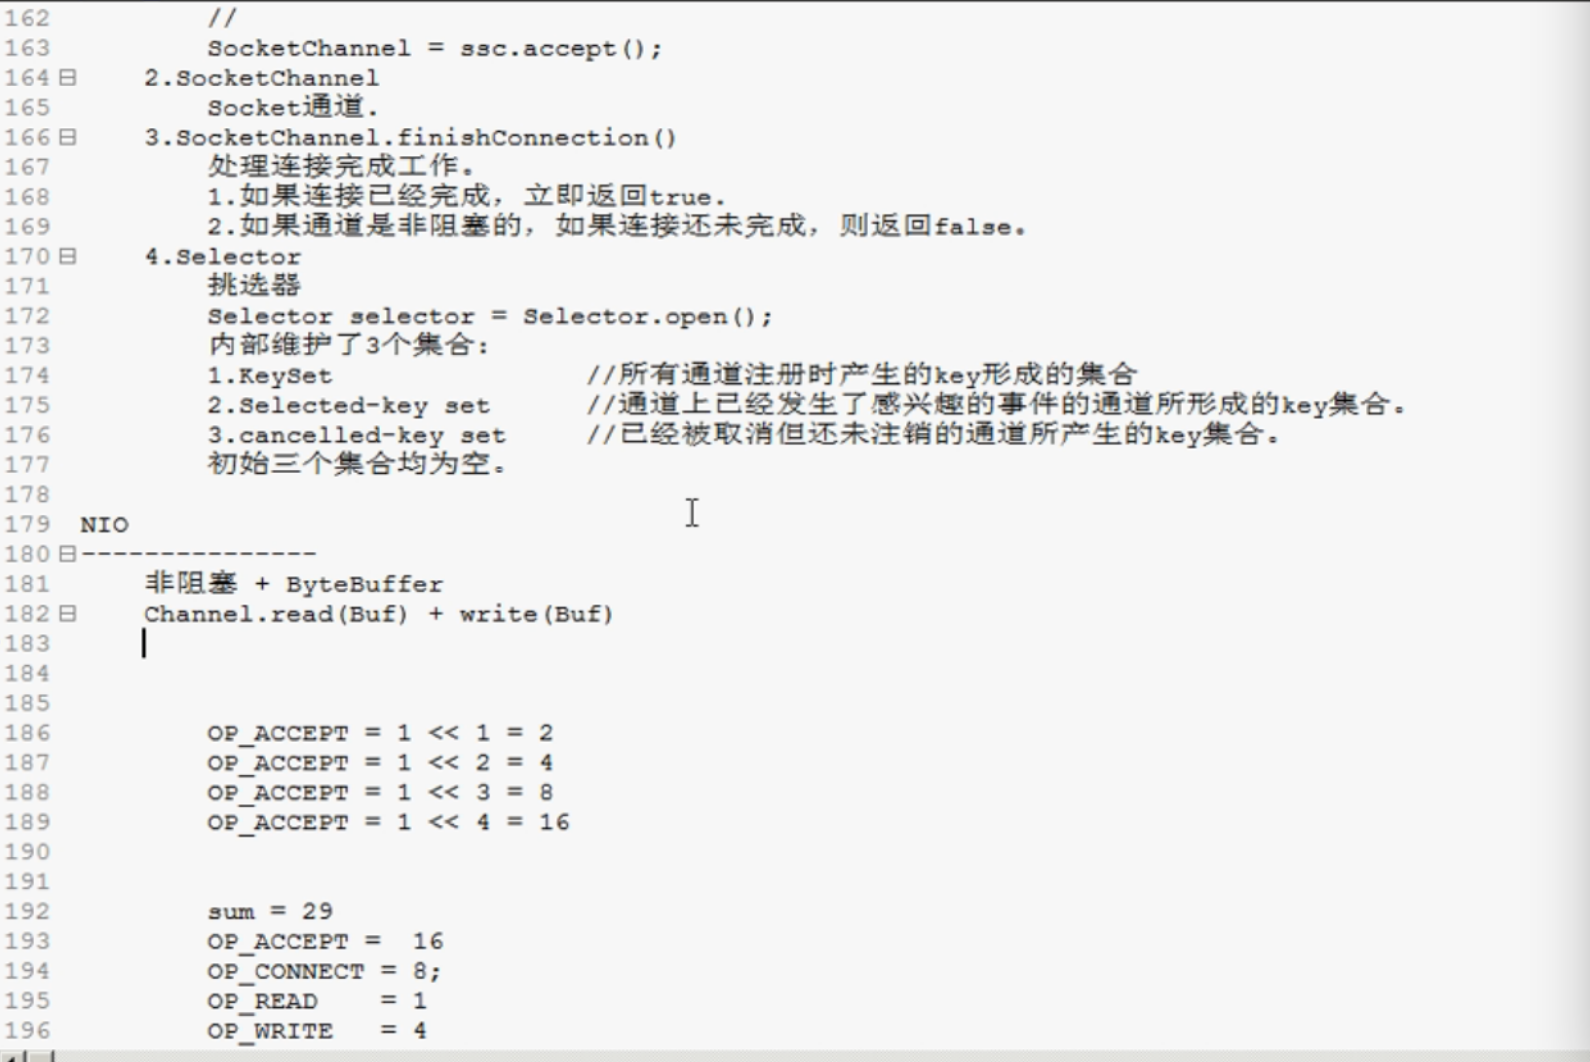 162 //
163 SocketChannel = ssc.accept();
164 2.SocketChannel
165 Socket通道.
166 3.SocketChannel.finishConnection()
167 处理连接完成工作。
168 1.如果连接已经完成，立即返回true.
169 2.如果通道是非阻塞的，如果连接还未完成，则返回false。
170 4.Selector
171 挑选器
172 Selector selector = Selector.open();
173 内部维护了3个集合:
174 1.KeySet //所有通道注册时产生的key形成的集合
175 2.Selected-key set //通道上已经发生了感兴趣的事件的通道所形成的key集合。
176 3.cancelled-key set //已经被取消但还未注销的通道所产生的key集合。
177 初始三个集合均为空。
178
179 NIO
180 ---------------
181 非阻塞 + ByteBuffer
182 Channel.read(Buf) + write(Buf)
183
184
185
186 OP_ACCEPT = 1 << 1 = 2
187 OP_ACCEPT = 1 << 2 = 4
188 OP_ACCEPT = 1 << 3 = 8
189 OP_ACCEPT = 1 << 4 = 16
190
191
192 sum = 29
193 OP_ACCEPT = 16
194 OP_CONNECT = 8;
195 OP_READ = 1
196 OP_WRITE = 4